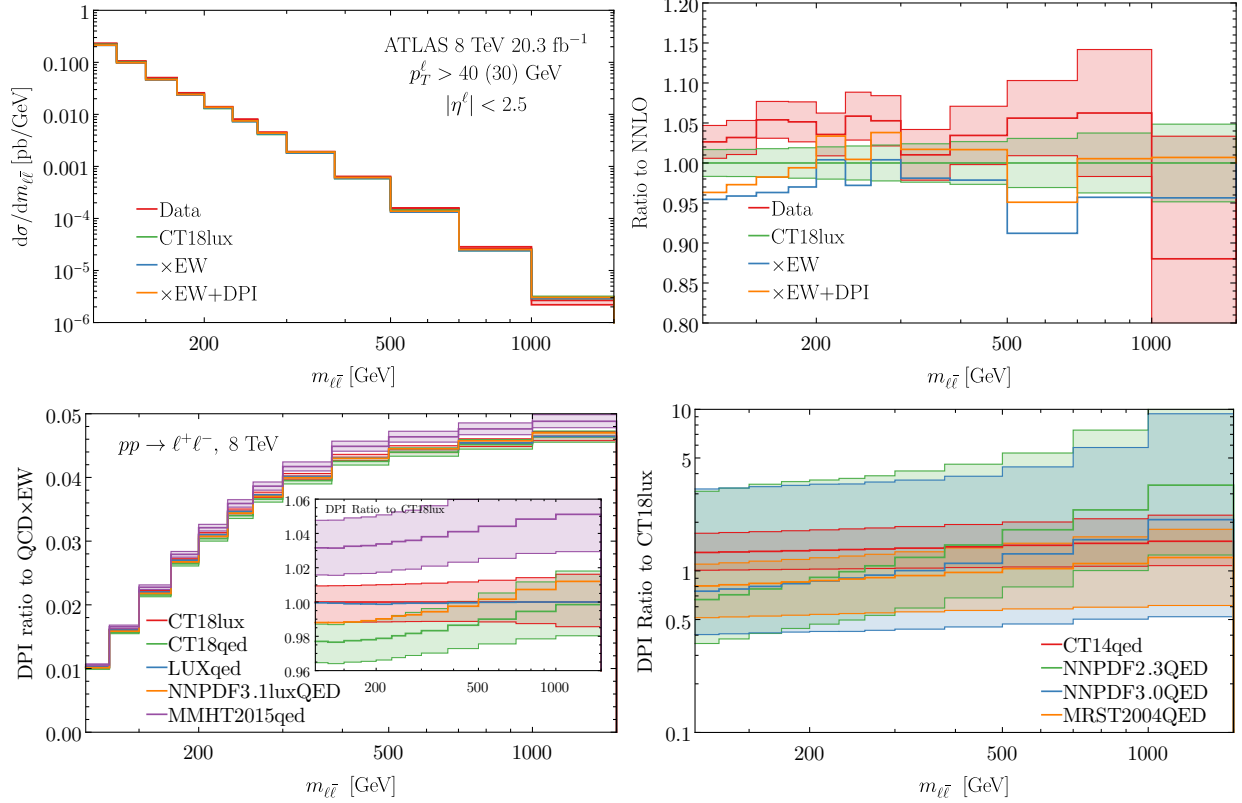 1
0.100
0.010
0.001
10−4
10−5
10−6
dσ/dmℓℓ̄ [pb/GeV]
ATLAS 8 TeV 20.3 fb−1
pTℓ > 40 (30) GeV
|ηℓ| < 2.5
Data
CT18lux
×EW
×EW+DPI
200 500 1000
mℓℓ̄ [GeV]
1.20
1.15
1.10
1.05
1.00
0.95
0.90
0.85
0.80
Ratio to NNLO
Data
CT18lux
×EW
×EW+DPI
200 500 1000
mℓℓ̄ [GeV]
0.05
0.04
0.03
0.02
0.01
0.00
DPI ratio to QCD×EW
pp → ℓ+ℓ−, 8 TeV
DPI Ratio to CT18lux
1.06
1.04
1.02
1.00
0.98
0.96
200 500 1000
CT18lux
CT18qed
LUXqed
NNPDF3.1luxQED
MMHT2015qed
200 500 1000
mℓℓ̄ [GeV]
10
5
1
0.5
0.1
DPI Ratio to CT18lux
CT14qed
NNPDF2.3QED
NNPDF3.0QED
MRST2004QED
200 500 1000
mℓℓ̄ [GeV]